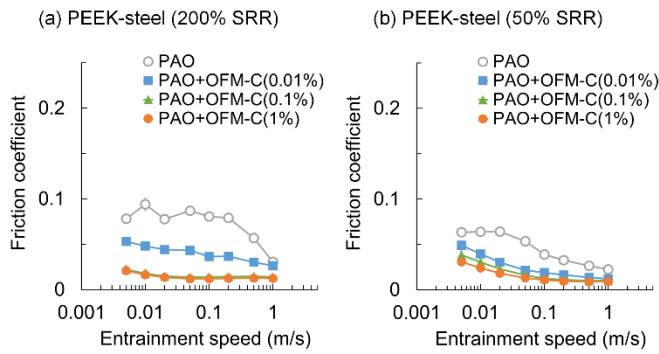 (a) PEEK-steel (200% SRR)
PAO
PAO+OFM-C(0.01%)
PAO+OFM-C(0.1%)
PAO+OFM-C(1%)
Friction coefficient
0.2
0.1
0
0.001
0.01
0.1
1
Entrainment speed (m/s)
(b) PEEK-steel (50% SRR)
PAO
PAO+OFM-C(0.01%)
PAO+OFM-C(0.1%)
PAO+OFM-C(1%)
Friction coefficient
0.2
0.1
0
0.001
0.01
0.1
1
Entrainment speed (m/s)